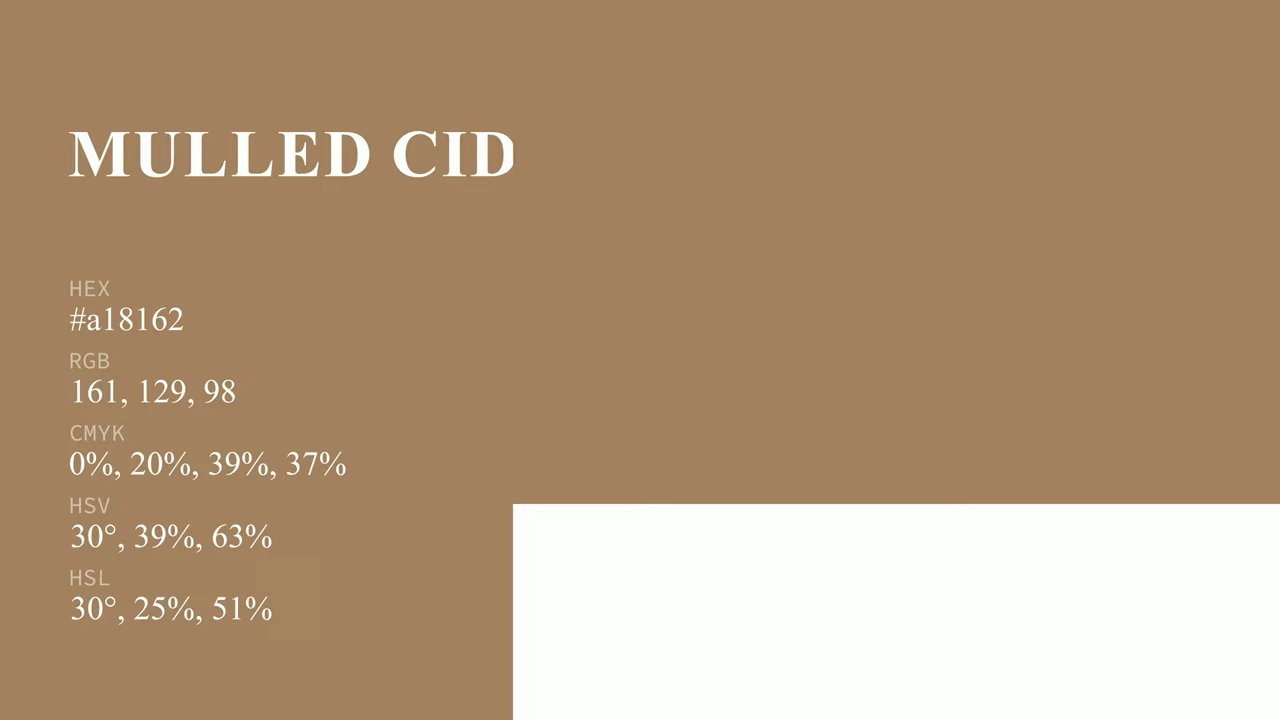 MULLED CID
HEX
#a18162
RGB
161, 129, 98
CMYK
0%, 20%, 39%, 37%
HSV
30°, 39%, 63%
HSL
30°, 25%, 51%